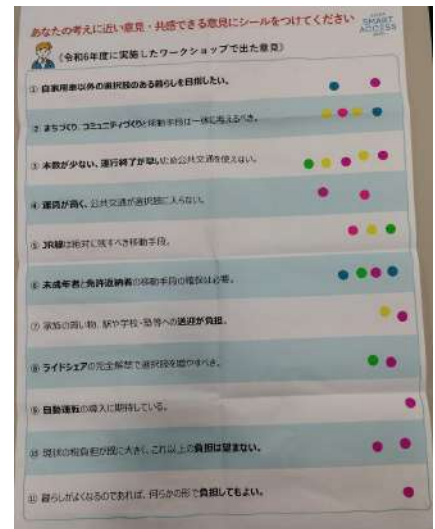 あなたの考えに近い意見・共感できる意見にシールをつけてください
SMART
ACCESS
（令和6年度に実施したワークショップで出た意見）
① 自家用車以外の選択肢のある暮らしを目指したい。
② まちづくり、コミュニティづくりと移動手段は一体に考えるべき。
③ 本数が少ない、運行終了が早いため公共交通を使えない。
④ 運賃が高く、公共交通が選択肢に入らない。
⑤ JR線は絶対に残すべき移動手段。
⑥ 未成年者と免許返納者の移動手段の確保は必要。
⑦ 家族の買い物、駅や学校・塾等への送迎が負担。
⑧ ライドシェアの完全解禁で選択肢を増やすべき。
⑨ 自動運転の導入に期待している。
⑩ 現状の税負担が既に大きく、これ以上の負担は望まない。
⑪ 暮らしがよくなるのであれば、何らかの形で負担してもよい。